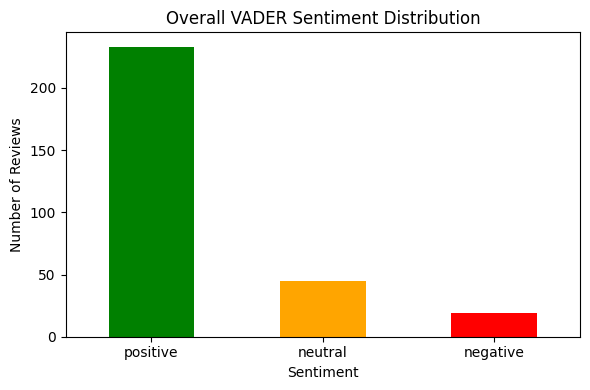 Overall VADER Sentiment Distribution
Number of Reviews
200
150
100
50
0
positive neutral negative
Sentiment